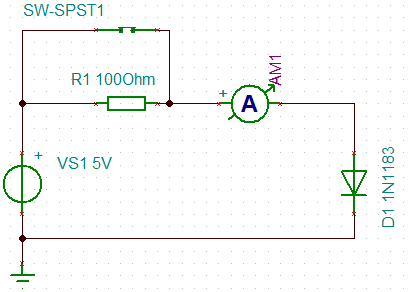 SW-SPST1
R1 100Ohm
AM1
+
A
+
VS1 5V
D1 1N1183